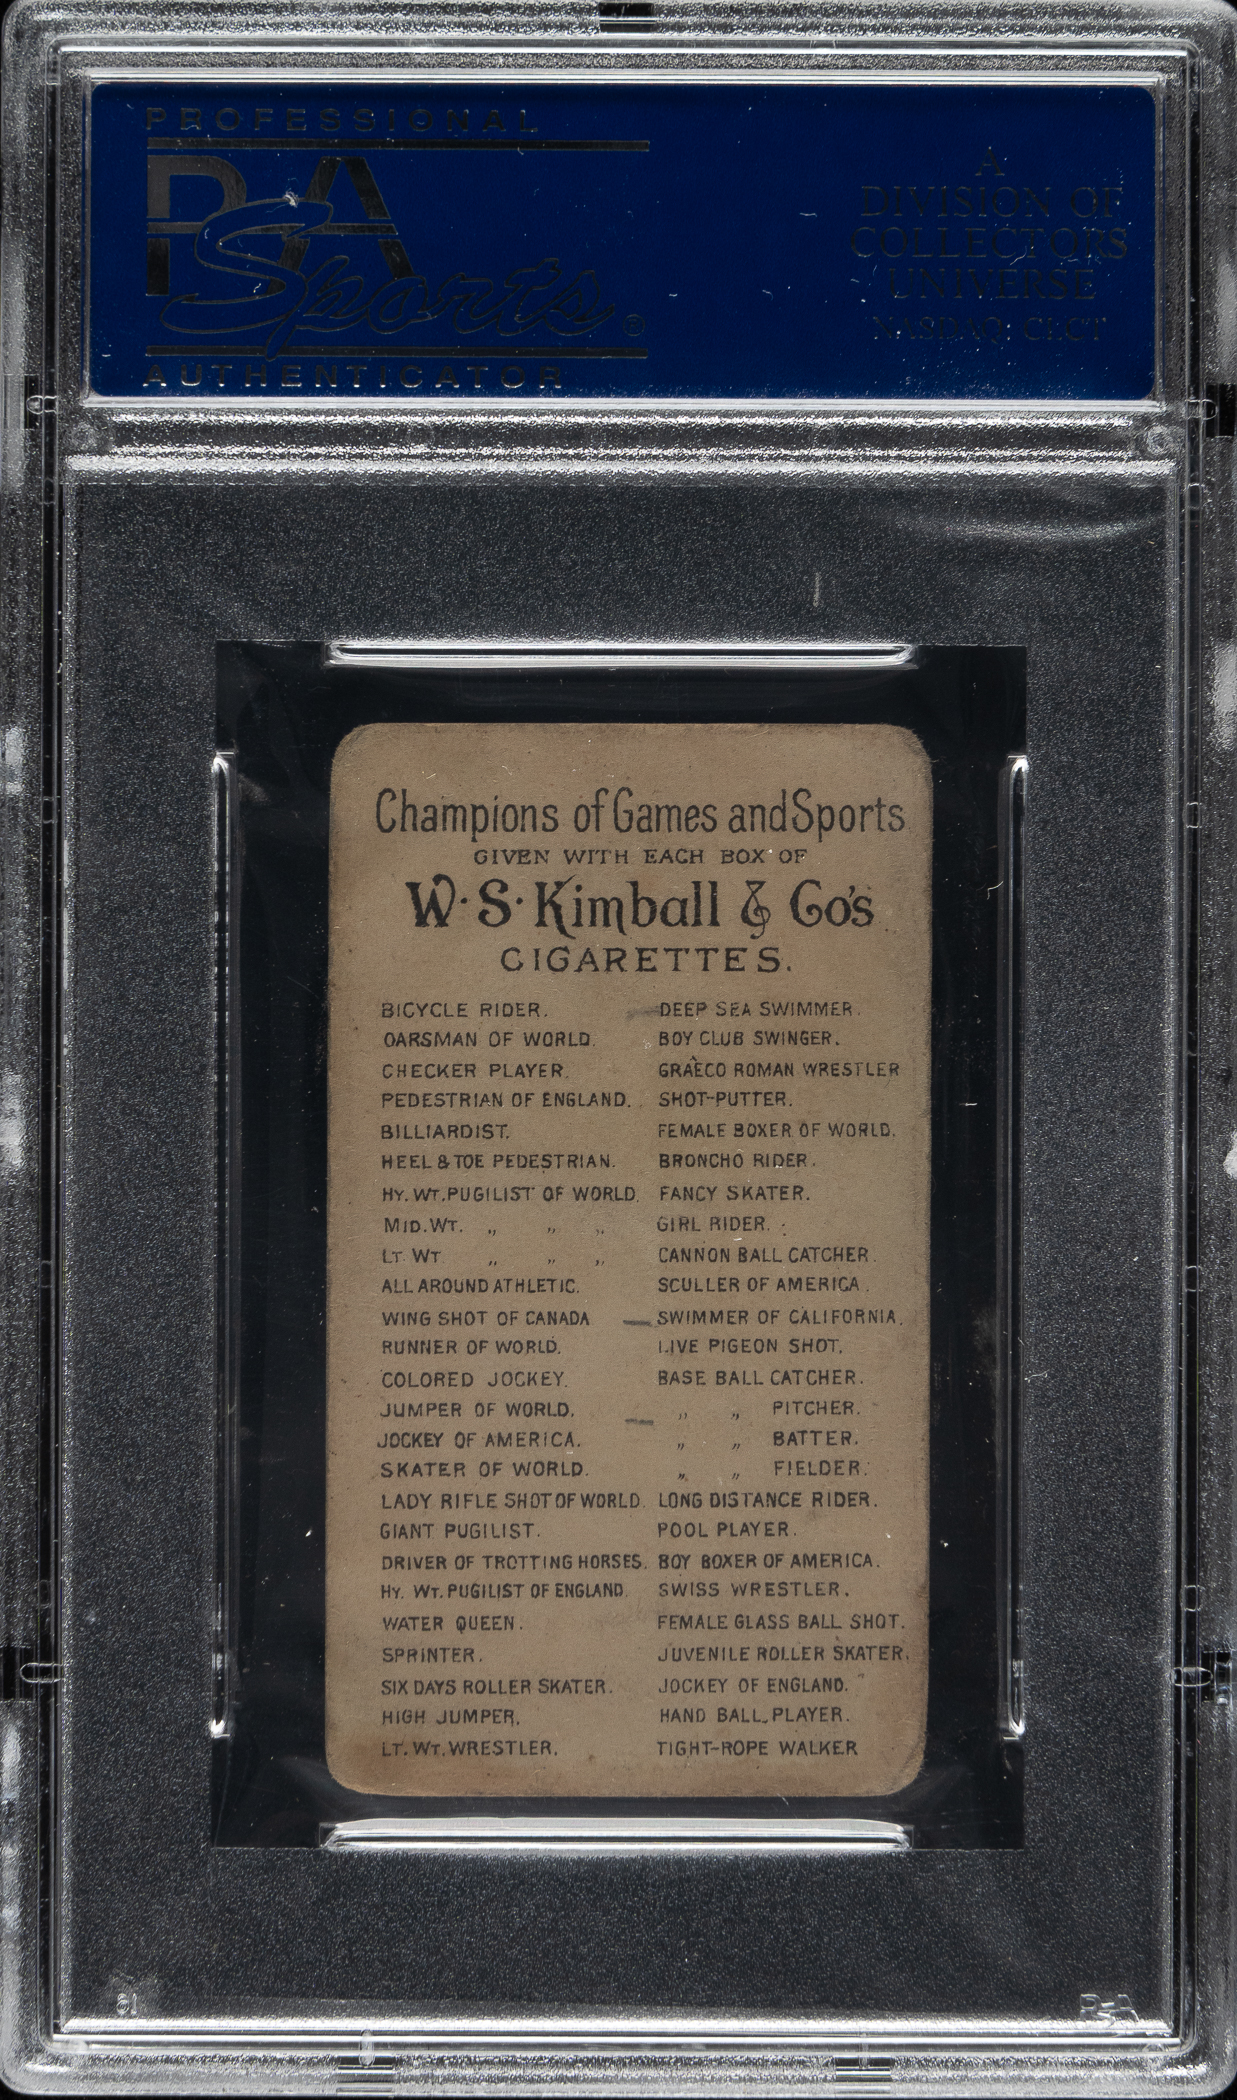 PROFESSIONAL
PSA
Sports®
AUTHENTICATOR
A
DIVISION OF
COLLECTORS
UNIVERSE
NASDAQ: CLCT
Champions of Games and Sports
GIVEN WITH EACH BOX OF
W·S·Kimball & Co's
CIGARETTES.
BICYCLE RIDER.
OARSMAN OF WORLD.
CHECKER PLAYER.
PEDESTRIAN OF ENGLAND.
BILLIARDIST.
HEEL & TOE PEDESTRIAN.
HY. WT. PUGILIST OF WORLD.
MID. WT. „ „ „
LT. WT „ „ „
ALL AROUND ATHLETIC.
WING SHOT OF CANADA
RUNNER OF WORLD.
COLORED JOCKEY.
JUMPER OF WORLD.
JOCKEY OF AMERICA.
SKATER OF WORLD.
LADY RIFLE SHOT OF WORLD.
GIANT PUGILIST.
DRIVER OF TROTTING HORSES.
HY. WT. PUGILIST OF ENGLAND.
WATER QUEEN.
SPRINTER.
SIX DAYS ROLLER SKATER.
HIGH JUMPER.
LT. WT. WRESTLER.
DEEP SEA SWIMMER.
BOY CLUB SWINGER.
GRAECO ROMAN WRESTLER
SHOT-PUTTER.
FEMALE BOXER OF WORLD.
BRONCHO RIDER.
FANCY SKATER.
GIRL RIDER.
CANNON BALL CATCHER.
SCULLER OF AMERICA.
SWIMMER OF CALIFORNIA.
LIVE PIGEON SHOT.
BASE BALL CATCHER.
„ „ PITCHER.
„ „ BATTER.
„ „ FIELDER.
LONG DISTANCE RIDER.
POOL PLAYER.
BOY BOXER OF AMERICA.
SWISS WRESTLER.
FEMALE GLASS BALL SHOT.
JUVENILE ROLLER SKATER.
JOCKEY OF ENGLAND.
HAND BALL PLAYER.
TIGHT-ROPE WALKER
61
PSA